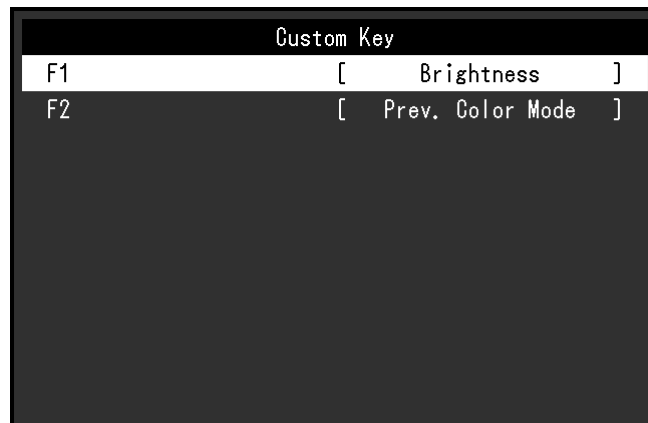 Custom Key
F1 [ Brightness ]
F2 [ Prev. Color Mode ]